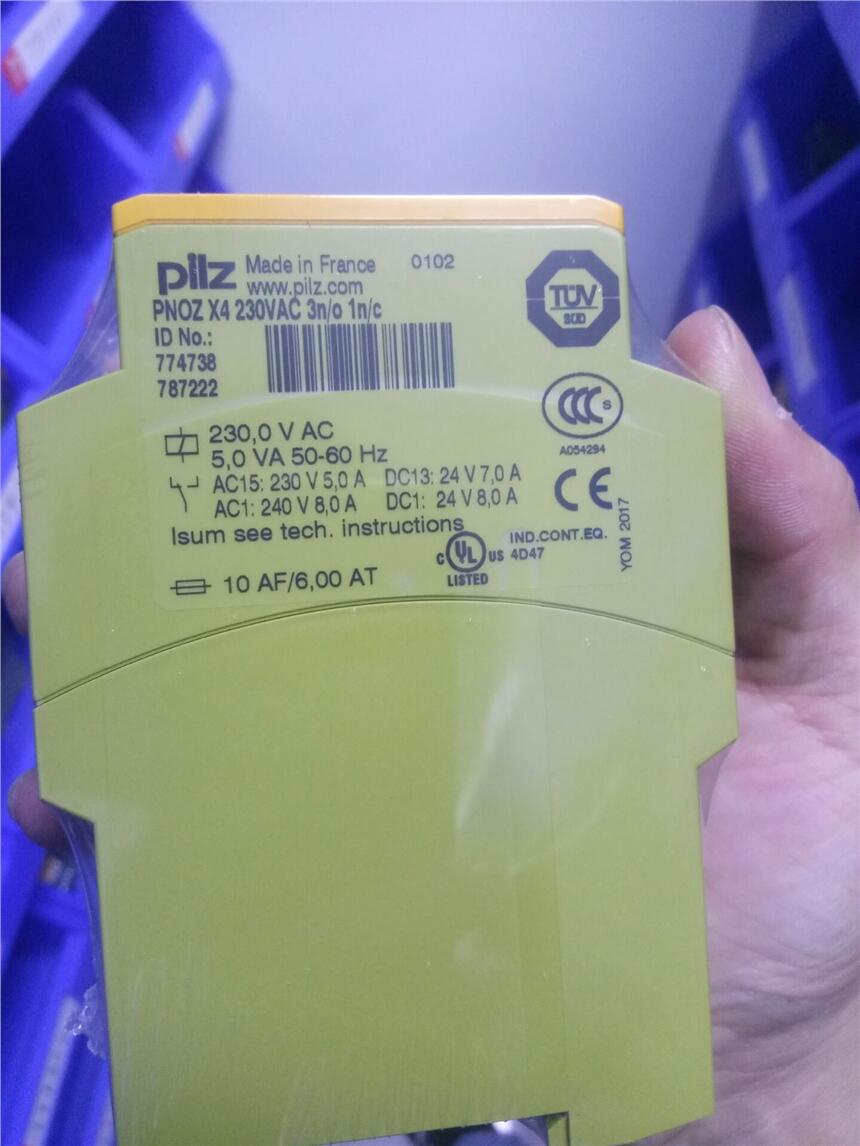 pilz Made in France 0102
www.pilz.com
PNOZ X4 230VAC 3n/o 1n/c
ID No.:
774738
787222
TÜV
SÜD
CCC S
A054294
230,0 V AC
5,0 VA 50-60 Hz
AC15: 230 V 5,0 A DC13: 24 V 7,0 A
AC1: 240 V 8,0 A DC1: 24 V 8,0 A
Isum see tech. instructions
CE
YOM 2017
C UL US
LISTED
IND.CONT.EQ.
4D47
10 AF/6,00 AT